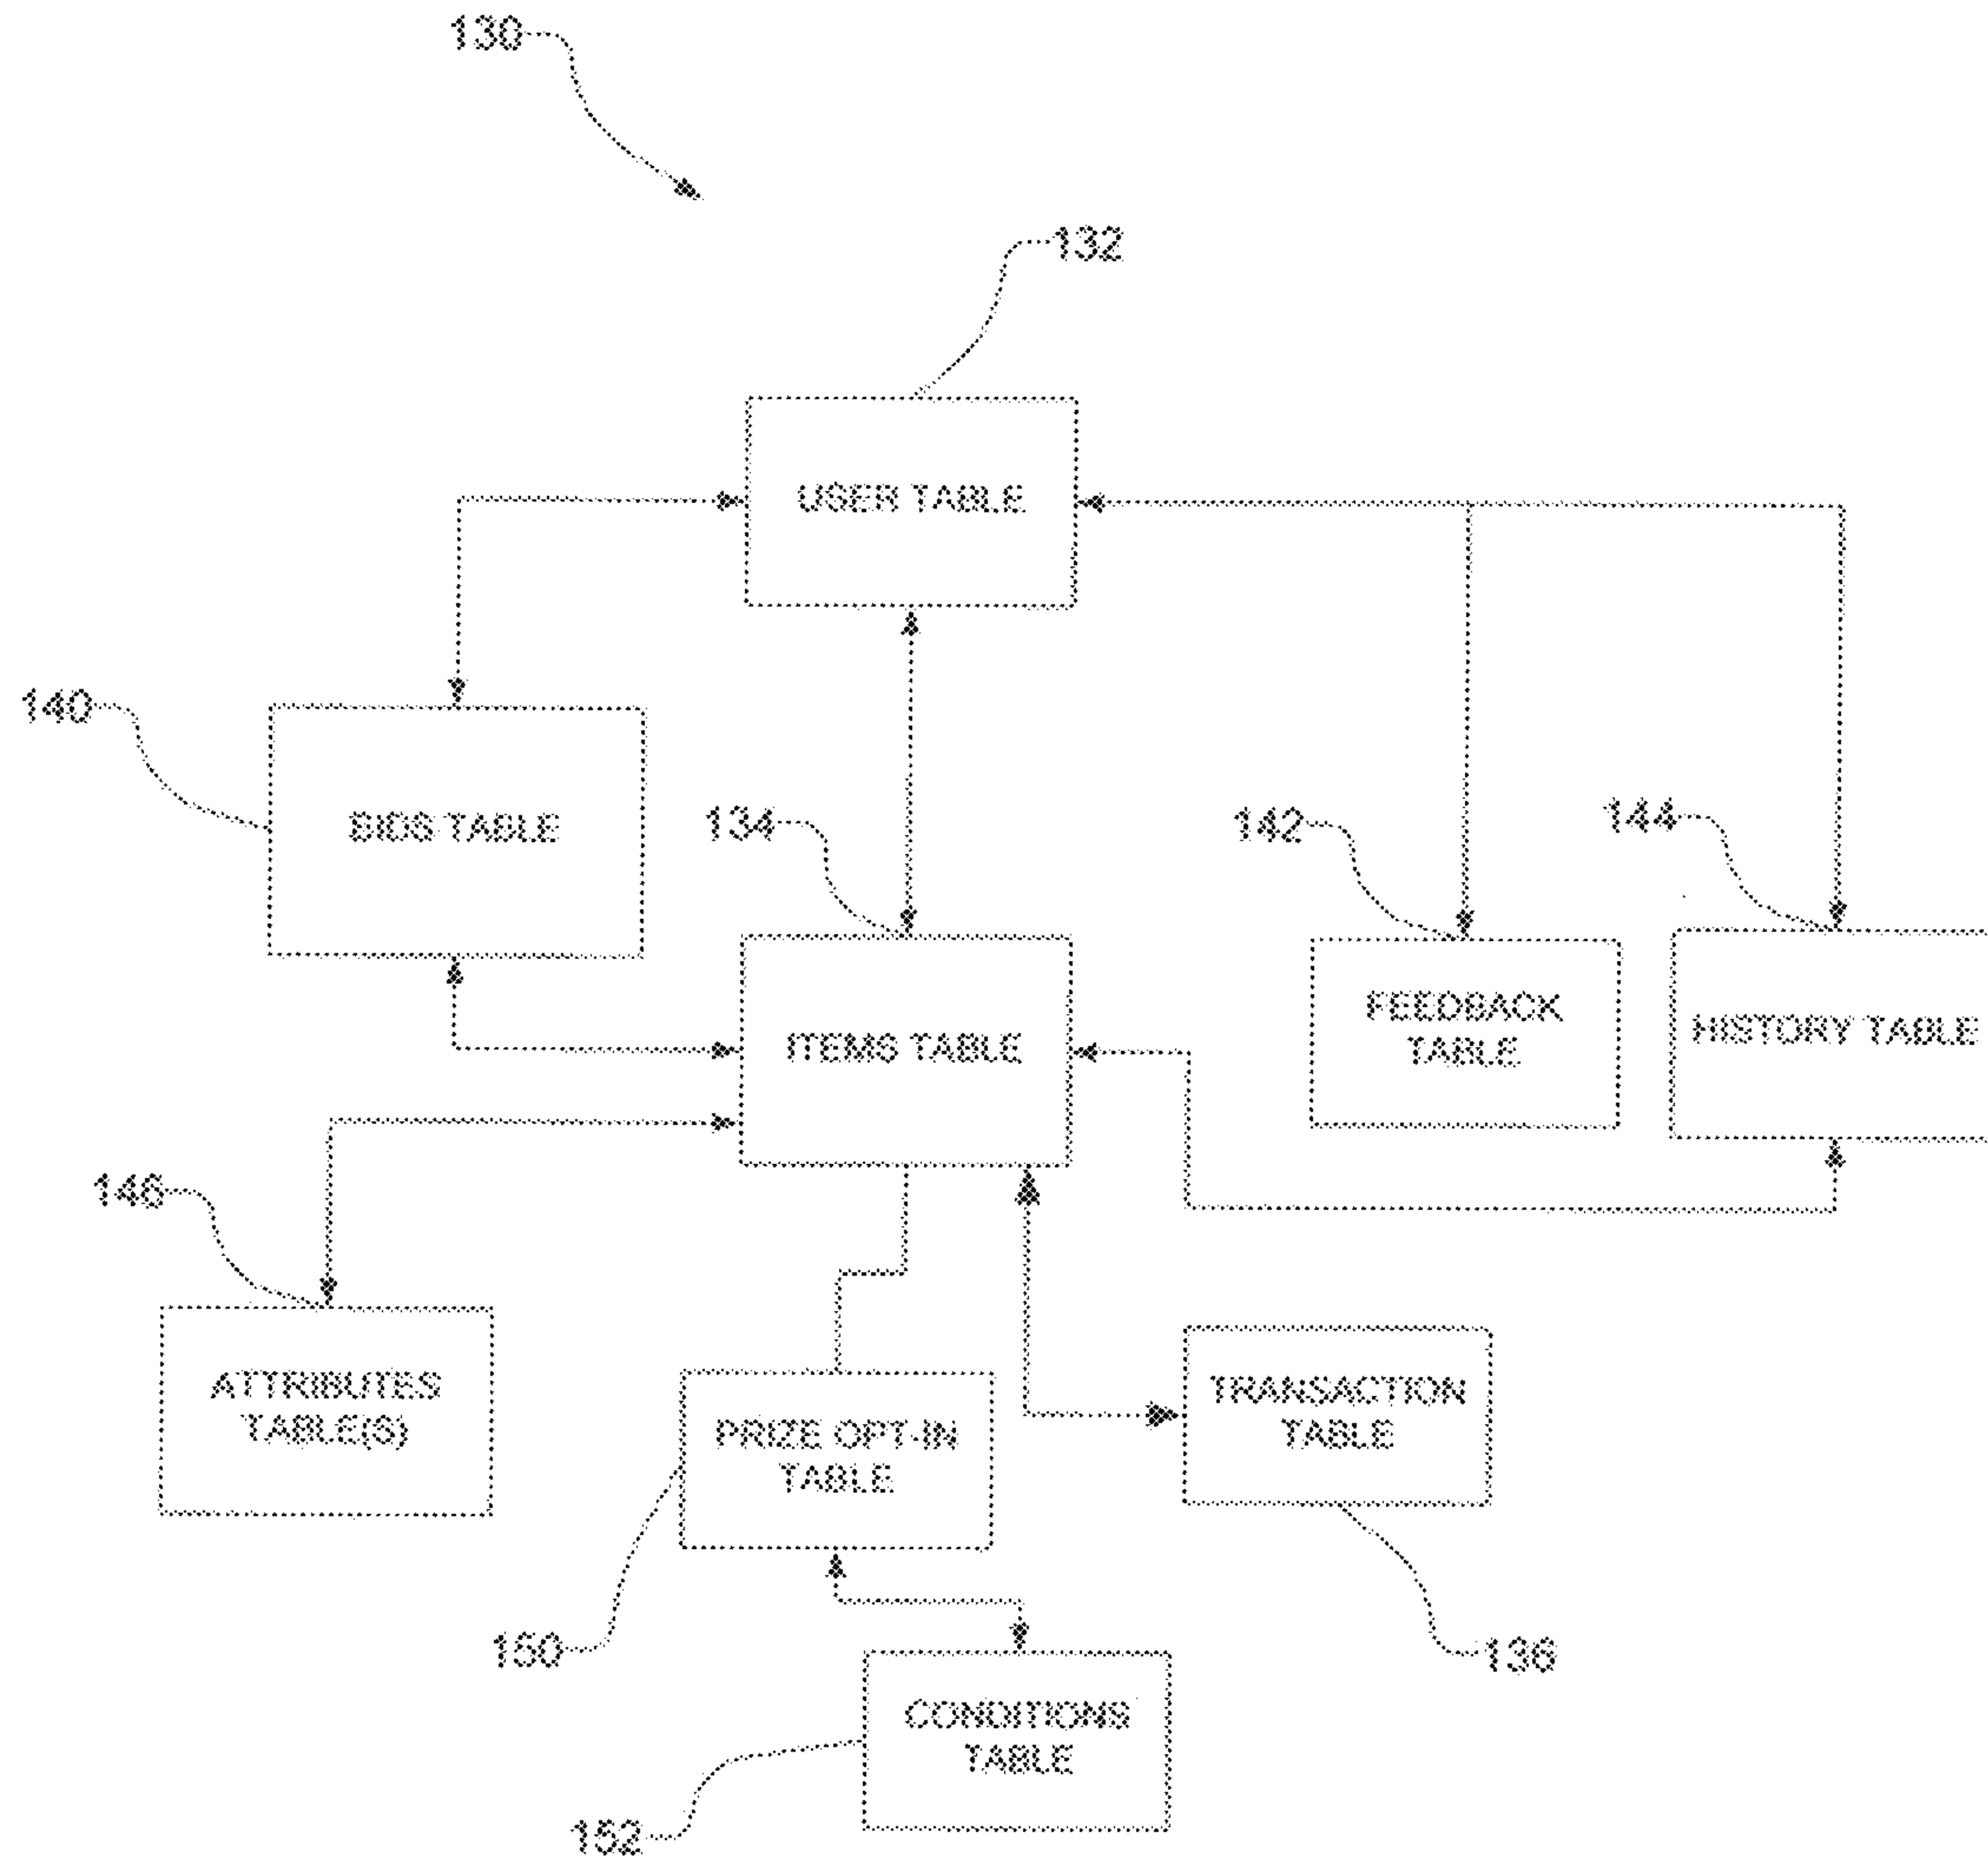 130
132
USER TABLE
140
BIDS TABLE
134
142
144
ITEMS TABLE
FEEDBACK
TABLE
HISTORY TABLE
146
ATTRIBUTES
TABLE(S)
PRIZE OPT-IN
TABLE
TRANSACTION
TABLE
150
136
CONDITIONS
TABLE
152